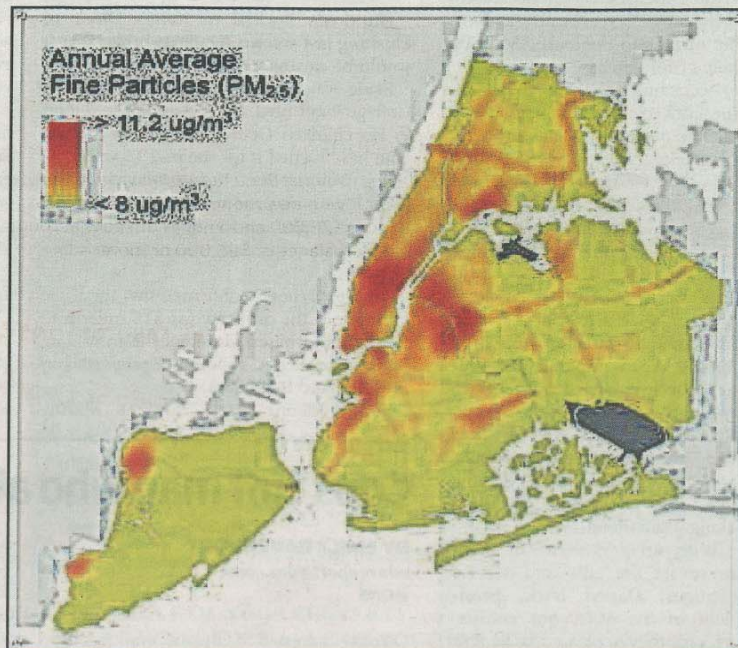 Annual Average
Fine Particles (PM2.5)
> 11.2 ug/m³
< 8 ug/m³